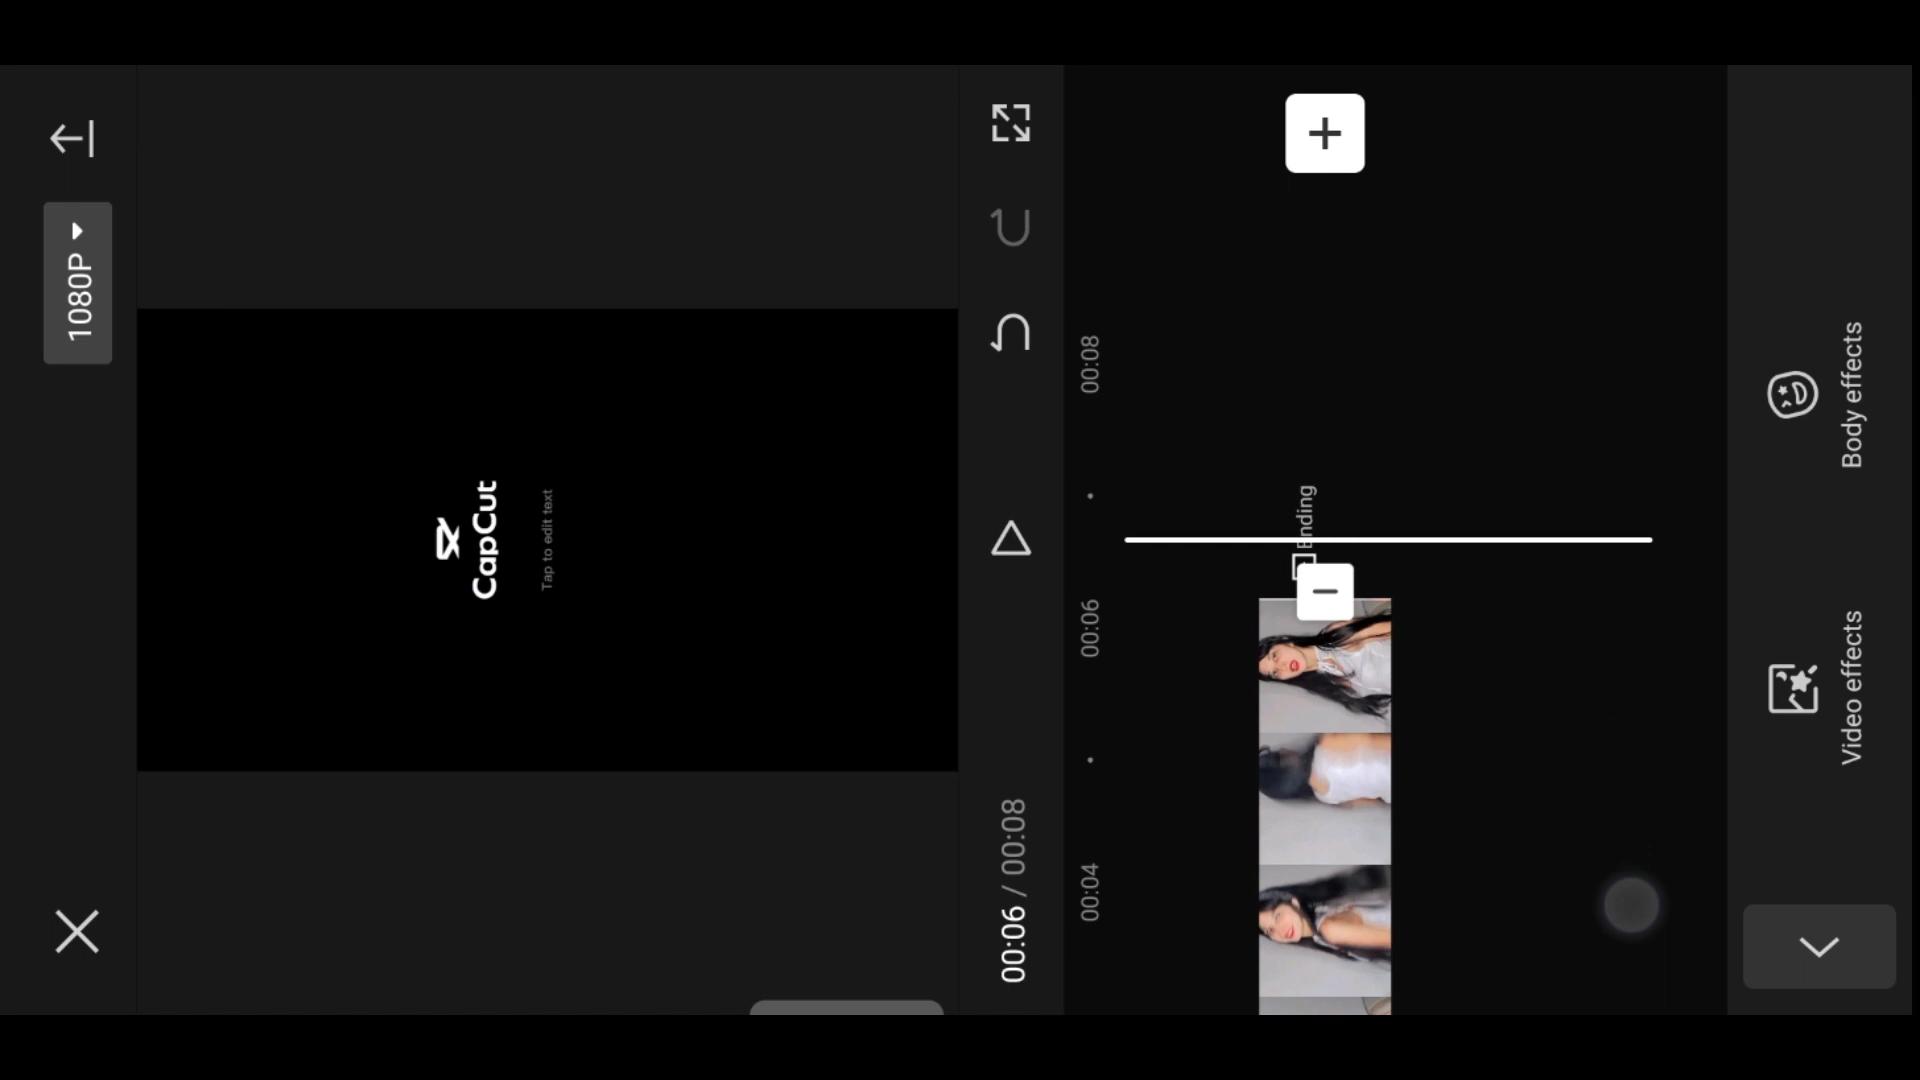 1080P
CapCut
Tap to edit text
00:06 / 00:08
00:04
00:06
00:08
Ending
Video effects
Body effects